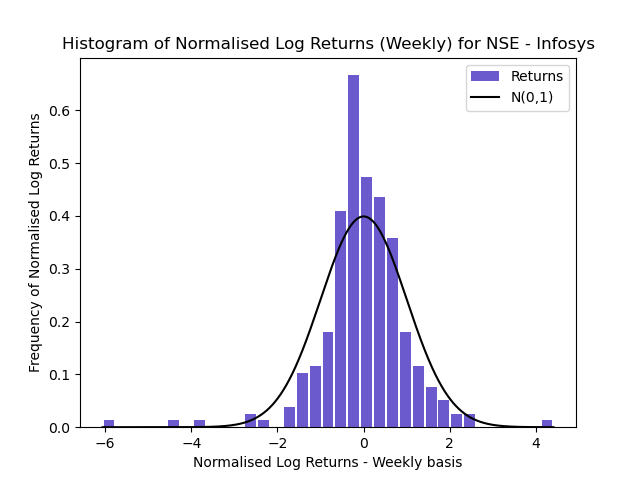 Histogram of Normalised Log Returns (Weekly) for NSE - Infosys
Returns
N(0,1)
Frequency of Normalised Log Returns
0.6
0.5
0.4
0.3
0.2
0.1
0.0
−6
−4
−2
0
2
4
Normalised Log Returns - Weekly basis